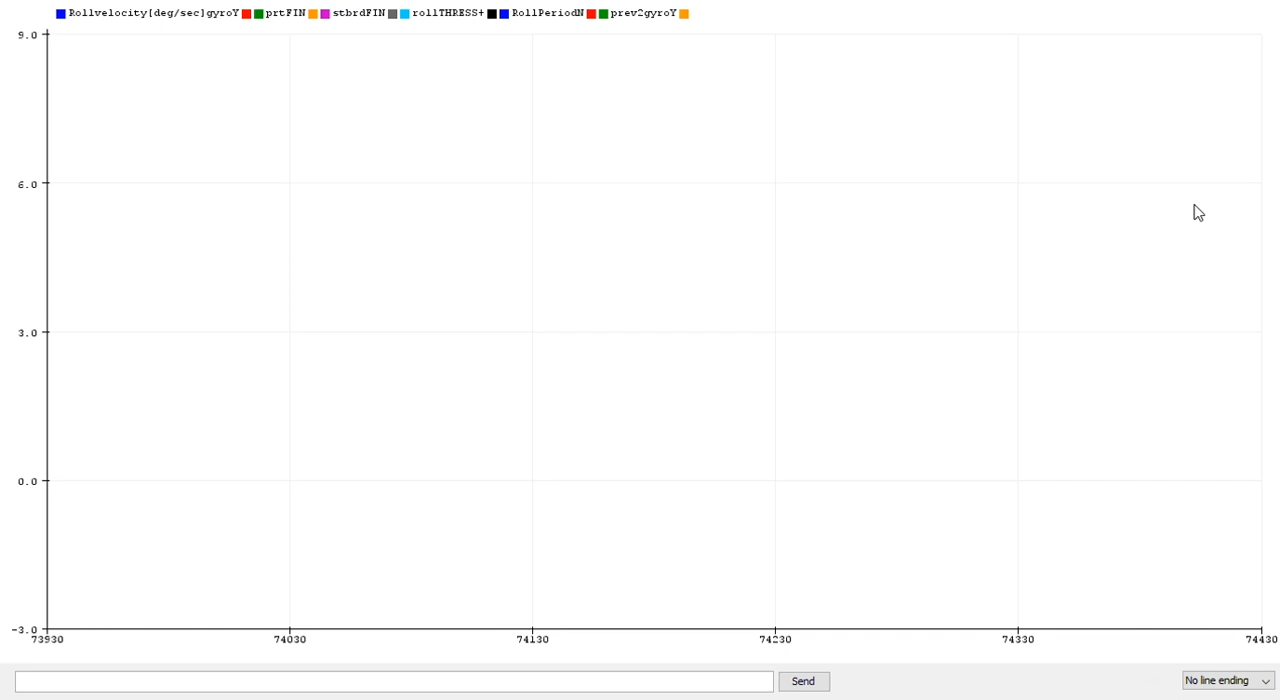 Rollvelocity[deg/sec]gyroY prtFIN stbrdFIN rollTHRESS+ RollPeriodN prev2gyroY
9.0
6.0
3.0
0.0
-3.0
73930 74030 74130 74230 74330 74430
Send No line ending